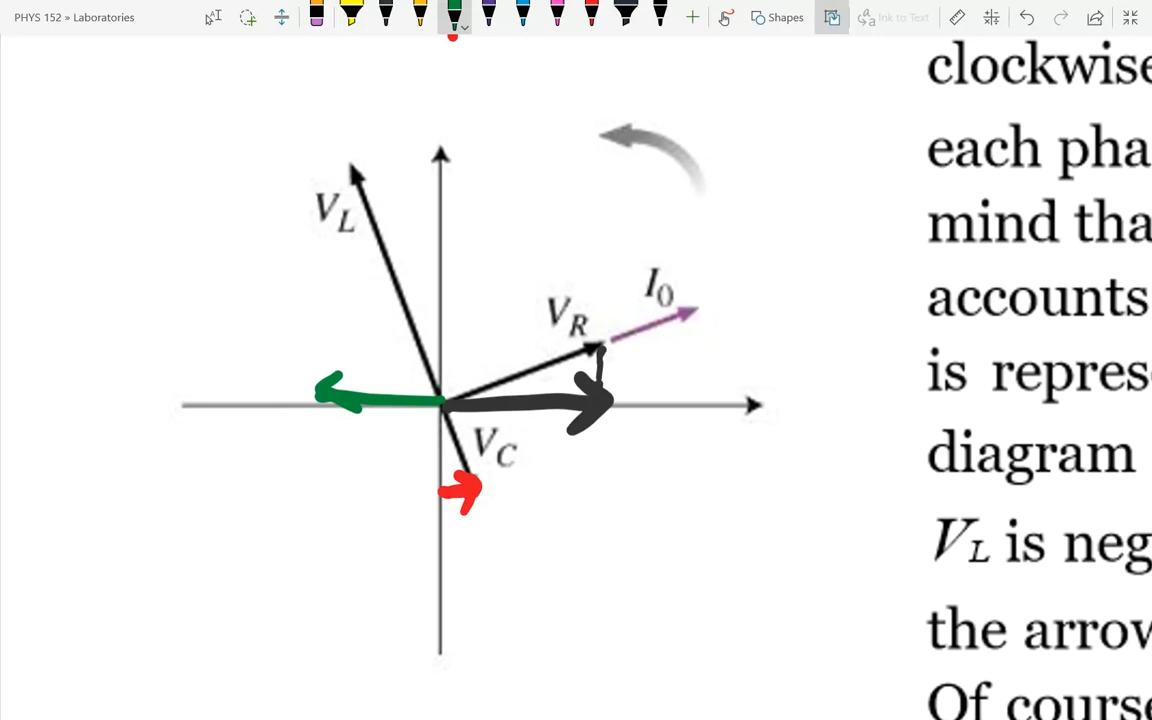 PHYS 152 » Laboratories
Shapes
Ink to Text
clockwise
each pha
mind tha
accounts
is repres
diagram
V_L is neg
the arrow
Of course
V_L
V_R
I_0
V_C